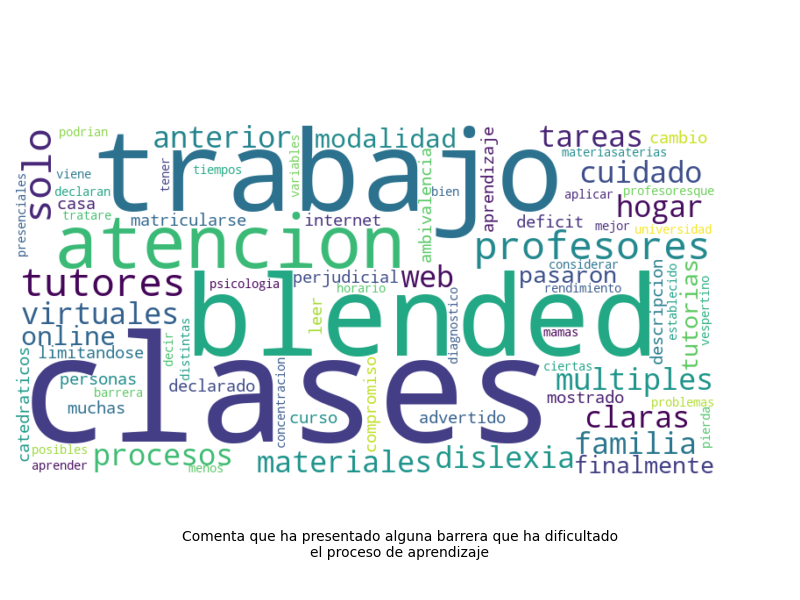 podrian
anterior
modalidad
tareas
cambio
solo
trabajo
materiasaterias
viene
tener
tiempos
variables
ambivalencia
bien
aprendizaje
cuidado
declaran
aplicar
profesoresque
casa
hogar
tratare
matricularse
internet
deficit
mejor
universidad
presenciales
atencion
profesores
considerar
tutores
psicologia
perjudicial
web
pasaron
horario
rendimiento
descripcion
establecido
tutorias
vespertino
virtuales
blended
leer
diagnostico
online
decir
distintas
mamas
catedraticos
limitandose
clases
ciertas
personas
declarado
concentracion
compromiso
multiples
barrera
mostrado
problemas
muchas
curso
advertido
claras
pierda
posibles
procesos
familia
aprender
menos
materiales
dislexia
finalmente
Comenta que ha presentado alguna barrera que ha dificultado
el proceso de aprendizaje